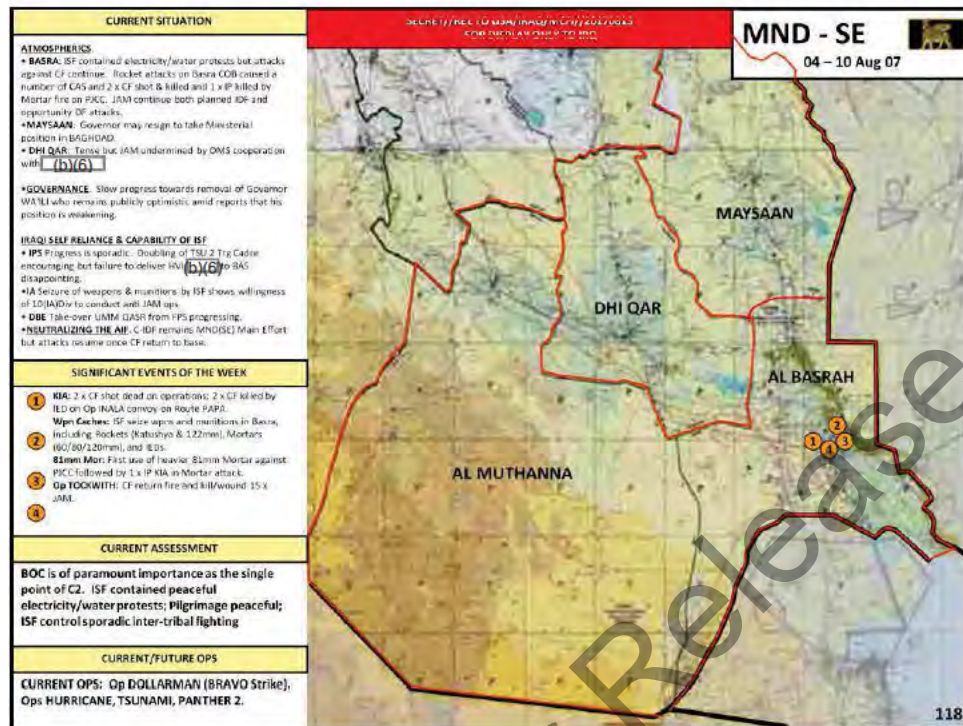 CURRENT SITUATION
ATMOSPHERICS
• BASRA: ISF contained electricity/water protests but attacks
against CF continue. Rocket attacks on Basra COB caused a
number of CAS and 2 x CF shot & killed and 1 x IP killed by
Mortar fire on PJCC. JAM continue both planned IDF and
opportunity DF attacks.
•MAYSAAN: Governor may resign to take Ministerial
position in BAGHDAD.
• DHI QAR: Tense but JAM undermined by OMS cooperation
with (b)(6)
•GOVERNANCE. Slow progress towards removal of Governor
WA'ILI who remains publicly optimistic amid reports that his
position is weakening.
IRAQI SELF RELIANCE & CAPABILITY OF ISF
• IPS Progress is sporadic. Doubling of TSU 2 Trg Cadre
encouraging but failure to deliver HVI (b)(6) to BAS
disappointing.
•IA Seizure of weapons & munitions by ISF shows willingness
of 10(IA)Div to conduct anti JAM ops.
• DBE Take-over UMM QASR from FPS progressing.
•NEUTRALIZING THE AIF. C-IDF remains MND(SE) Main Effort
but attacks resume once CF return to base.
SIGNIFICANT EVENTS OF THE WEEK
1 KIA: 2 x CF shot dead on operations; 2 x CF killed by
IED on Op INALA convoy on Route PAPA.
Wpn Caches: ISF seize wpns and munitions in Basra,
2 including Rockets (Katushya & 122mm), Mortars
(60/80/120mm), and IEDs.
81mm Mor: First use of heavier 81mm Mortar against
PJCC followed by 1 x IP KIA in Mortar attack.
3 Op TOCKWITH: CF return fire and kill/wound 15 x
JAM.
4
CURRENT ASSESSMENT
BOC is of paramount importance as the single
point of C2. ISF contained peaceful
electricity/water protests; Pilgrimage peaceful;
ISF control sporadic inter-tribal fighting
CURRENT/FUTURE OPS
CURRENT OPS: Op DOLLARMAN (BRAVO Strike),
Ops HURRICANE, TSUNAMI, PANTHER 2.
SECRET//REL TO USA/IRAQ/MCFI//20170813
FOR DISPLAY ONLY TO IRQ
MND - SE
04 – 10 Aug 07
MAYSAAN
DHI QAR
AL BASRAH
AL MUTHANNA
2
1
3
4
Release
118